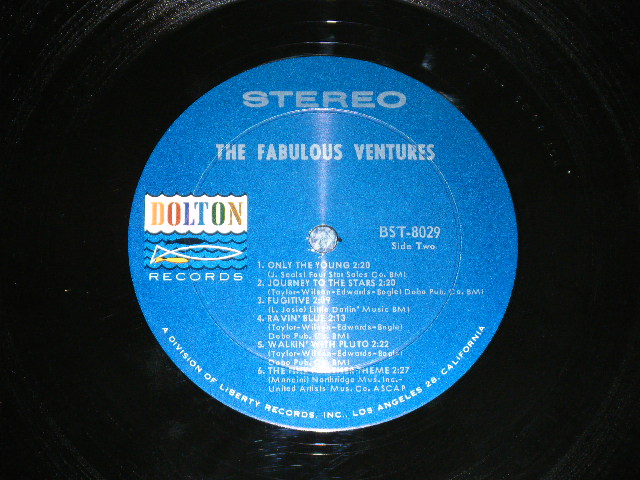 STEREO
THE FABULOUS VENTURES
DOLTON
RECORDS
BST-8029
Side Two
1. ONLY THE YOUNG 2:20
(J. Seals) Four Star Sales Co. BMI
2. JOURNEY TO THE STARS 2:20
(Taylor-Wilson-Edwards-Bogle) Dobo Pub. Co. BMI
3. FUGITIVE
(L. Josie) Little Darlin' Music BMI
4. RAVIN' BLUE 2:13
(Taylor-Wilson-Edwards-Bogle)
Dobo Pub. Co. BMI
5. WALKIN' WITH PLUTO 2:22
(Taylor-Wilson-Edwards-Bogle)
Dobo Pub. Co. BMI
6. THE PINK PANTHER THEME 2:27
(Mancini) Northridge Mus. Inc.-
United Artists Mus. Co. ASCAP
A DIVISION OF LIBERTY RECORDS, INC., LOS ANGELES 28, CALIFORNIA